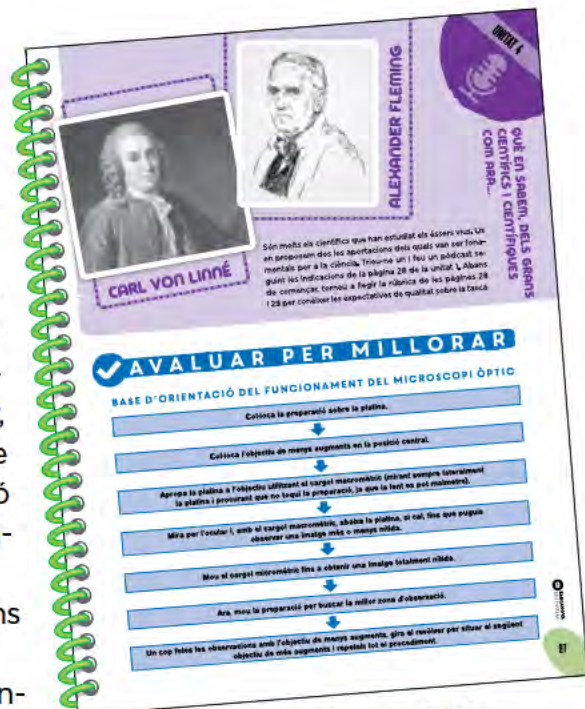 UNITAT 4
QUÈ EN SABEM, DELS GRANS
CIENTÍFICS I CIENTÍFIQUES
COM ARA...
ALEXANDER FLEMING
CARL VON LINNÉ
Són molts els científics que han estudiat els éssers vius. Us
en proposem dos les aportacions dels quals van ser fona-
mentals per a la ciència. Trieu-ne un i feu un pòdcast se-
guint les indicacions de la pàgina 28 de la unitat 1. Abans
de començar, torneu a llegir la rúbrica de les pàgines 28
i 29 per conèixer les expectatives de qualitat sobre la tasca
AVALUAR PER MILLORAR
BASE D'ORIENTACIÓ DEL FUNCIONAMENT DEL MICROSCOPI ÒPTIC
Col·loca la preparació sobre la platina.
Col·loca l'objectiu de menys augments en la posició central.
Apropa la platina a l'objectiu utilitzant el cargol macromètric (mirant sempre lateralment
la platina i procurant que no toqui la preparació, ja que la lent es pot malmetre).
Mira per l'ocular i, amb el cargol macromètric, abaixa la platina, si cal, fins que puguis
observar una imatge més o menys nítida.
Mou el cargol micromètric fins a obtenir una imatge totalment nítida.
Ara, mou la preparació per buscar la millor zona d'observació.
Un cop fetes les observacions amb l'objectiu de menys augments, gira el revòlver per situar el següent
objectiu de més augments i repeteix tot el procediment.
81
e
ó
-
ns
n-